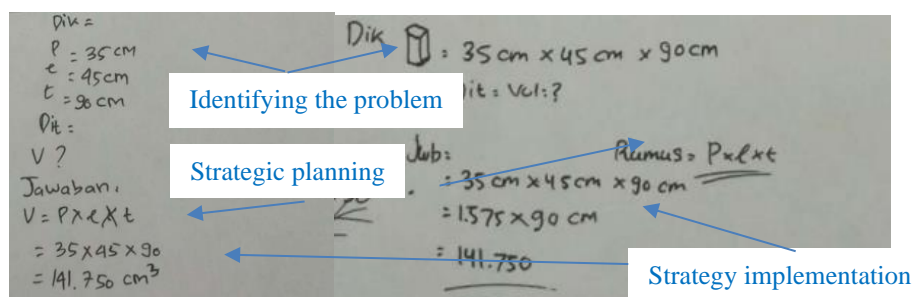 Dik =
P = 35 cm
l = 45cm
t = 90 cm
Dit =
V ?
Jawaban.
V = P x l x t
= 35 x 45 x 90
= 141.750 cm³
Dik : 35 cm x 45 cm x 90 cm
Dit = Vol : ?
Jwb :
Rumus = P x l x t
= 35 cm x 45 cm x 90 cm
= 1.575 x 90 cm
= 141.750
Identifying the problem
Strategic planning
Strategy implementation